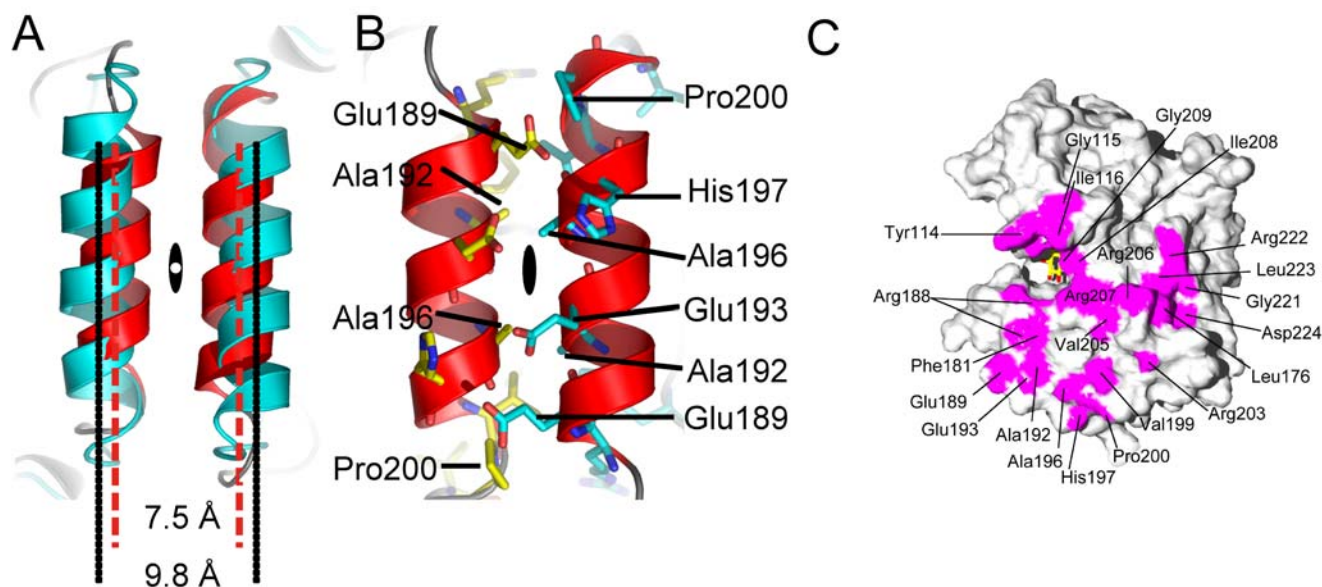 A
7.5 Å
9.8 Å
B
Glu189
Ala192
Ala196
Pro200
Pro200
His197
Ala196
Glu193
Ala192
Glu189
C
Gly209
Gly115
Ile208
Ile116
Tyr114
Arg206
Arg222
Leu223
Arg188
Arg207
Gly221
Val205
Asp224
Phe181
Leu176
Glu189
Arg203
Glu193
Val199
Ala192
Pro200
Ala196
His197